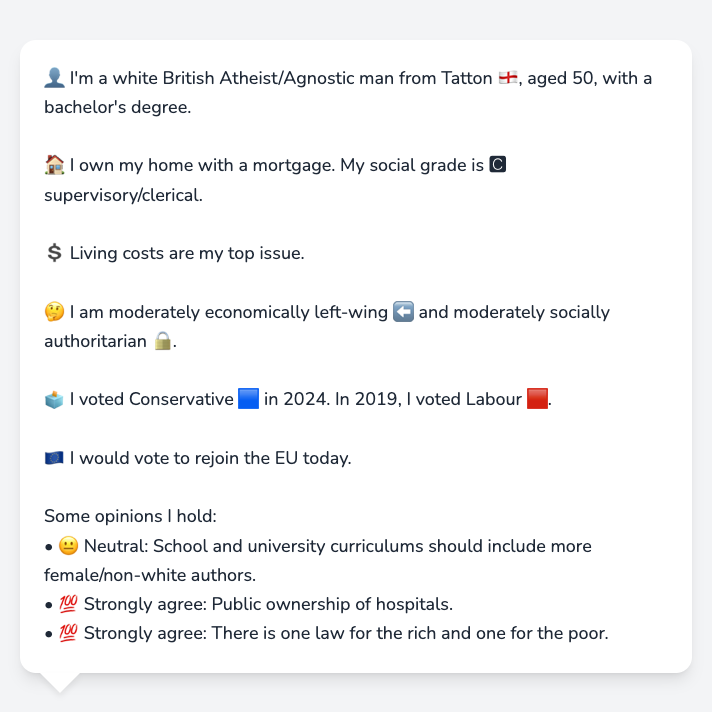 👤 I'm a white British Atheist/Agnostic man from Tatton 🏴󠁧󠁢󠁥󠁮󠁧󠁿, aged 50, with a
bachelor's degree.
🏠 I own my home with a mortgage. My social grade is 🅲
supervisory/clerical.
💲 Living costs are my top issue.
🤔 I am moderately economically left-wing ⬅️ and moderately socially
authoritarian 🔒.
🗳️ I voted Conservative 🟦 in 2024. In 2019, I voted Labour 🟥.
🇪🇺 I would vote to rejoin the EU today.
Some opinions I hold:
• 😐 Neutral: School and university curriculums should include more
female/non-white authors.
• 💯 Strongly agree: Public ownership of hospitals.
• 💯 Strongly agree: There is one law for the rich and one for the poor.